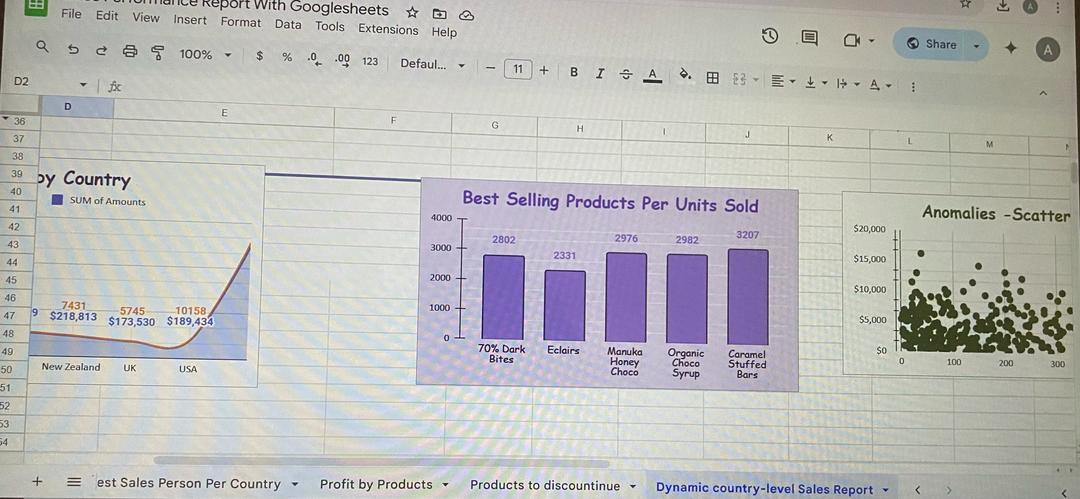 ance Report With Googlesheets
File Edit View Insert Format Data Tools Extensions Help
Share
A
A
100% $ % .0 .00 123 Defaul... − 11 + B I A A
D2 fx
D E F G H I J K L M
36
37
38
39
40
41
42
43
44
45
46
47
48
49
50
51
52
53
54
by Country
SUM of Amounts
9 7431 5745 10158
$218,813 $173,530 $189,434
New Zealand UK USA
Best Selling Products Per Units Sold
4000
3000
2000
1000
0
2802 2331 2976 2982 3207
70% Dark Bites
Eclairs
Manuka Honey Choco
Organic Choco Syrup
Caramel Stuffed Bars
Anomalies -Scatter
$20,000
$15,000
$10,000
$5,000
$0
0 100 200 300
+ est Sales Person Per Country Profit by Products Products to discountinue Dynamic country-level Sales Report